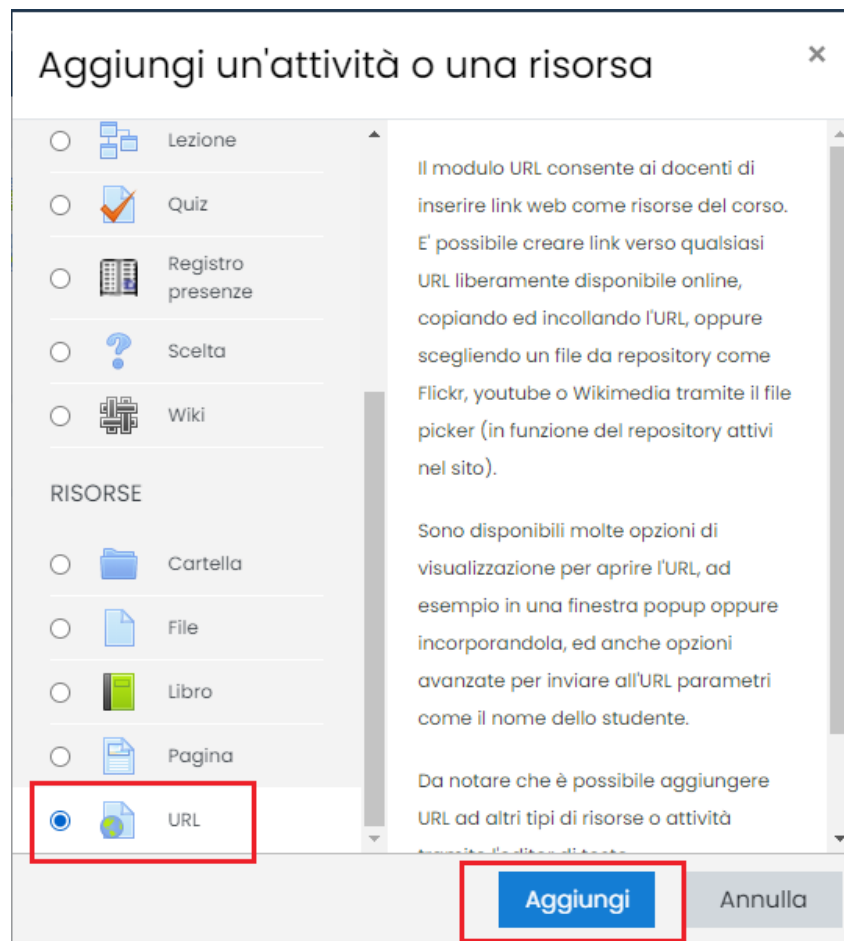 Aggiungi un'attività o una risorsa
×
Lezione
Quiz
Registro
presenze
Scelta
Wiki
RISORSE
Cartella
File
Libro
Pagina
URL
Il modulo URL consente ai docenti di
inserire link web come risorse del corso.
E' possibile creare link verso qualsiasi
URL liberamente disponibile online,
copiando ed incollando l'URL, oppure
scegliendo un file da repository come
Flickr, youtube o Wikimedia tramite il file
picker (in funzione del repository attivi
nel sito).
Sono disponibili molte opzioni di
visualizzazione per aprire l'URL, ad
esempio in una finestra popup oppure
incorporandola, ed anche opzioni
avanzate per inviare all'URL parametri
come il nome dello studente.
Da notare che è possibile aggiungere
URL ad altri tipi di risorse o attività
tramite l'editor di testo
Aggiungi
Annulla